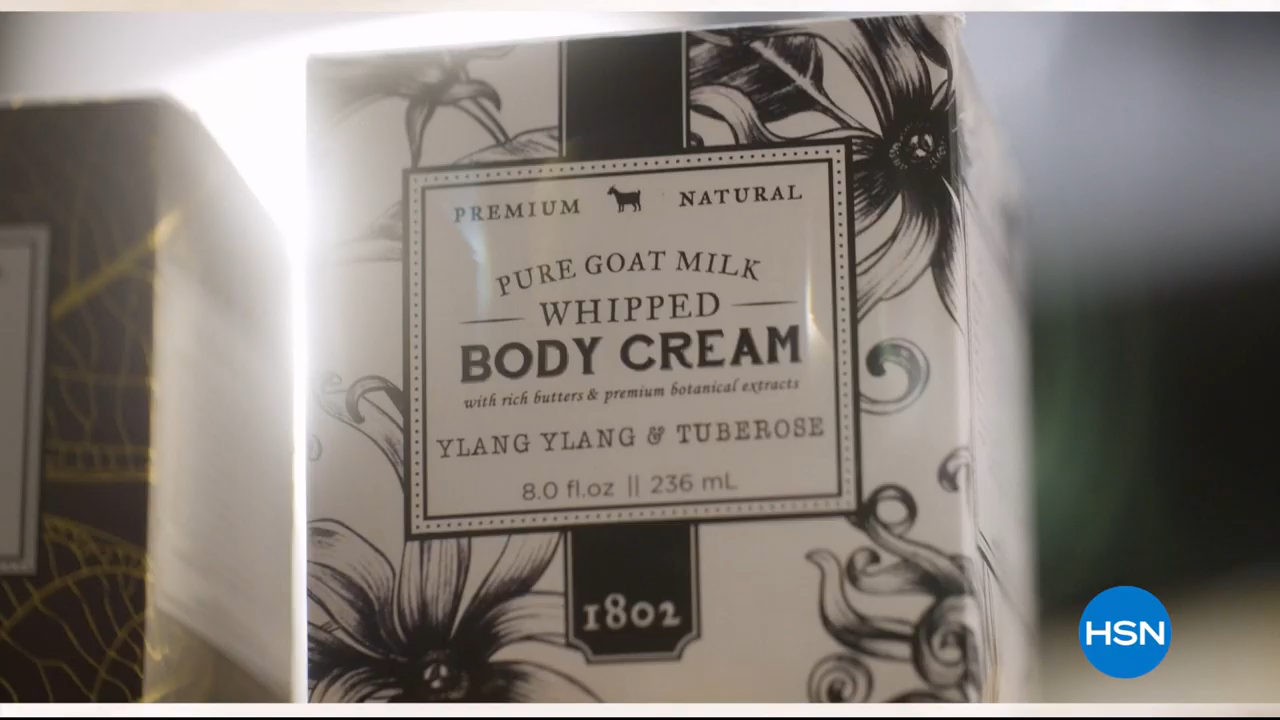 PREMIUM NATURAL
PURE GOAT MILK
WHIPPED
BODY CREAM
with rich butters & premium botanical extracts
YLANG YLANG & TUBEROSE
8.0 fl.oz || 236 mL
1802
HSN